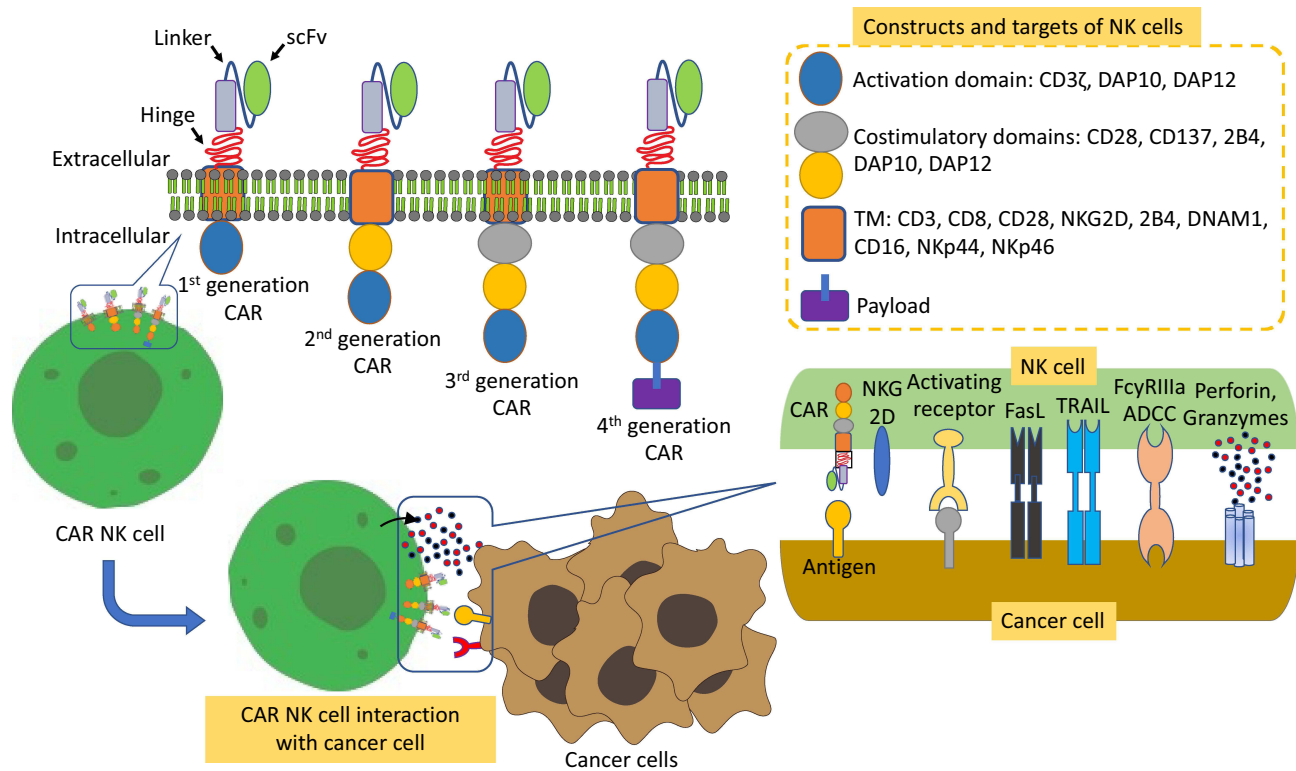 Linker
scFv
Hinge
Extracellular
Intracellular
1st generation
CAR
2nd generation
CAR
3rd generation
CAR
4th generation
CAR
CAR NK cell
Constructs and targets of NK cells
Activation domain: CD3ζ, DAP10, DAP12
Costimulatory domains: CD28, CD137, 2B4,
DAP10, DAP12
TM: CD3, CD8, CD28, NKG2D, 2B4, DNAM1,
CD16, NKp44, NKp46
Payload
NK cell
CAR
NKG
2D
Activating
receptor
FasL
TRAIL
FcyRIIIa
ADCC
Perforin,
Granzymes
Antigen
Cancer cell
CAR NK cell interaction
with cancer cell
Cancer cells